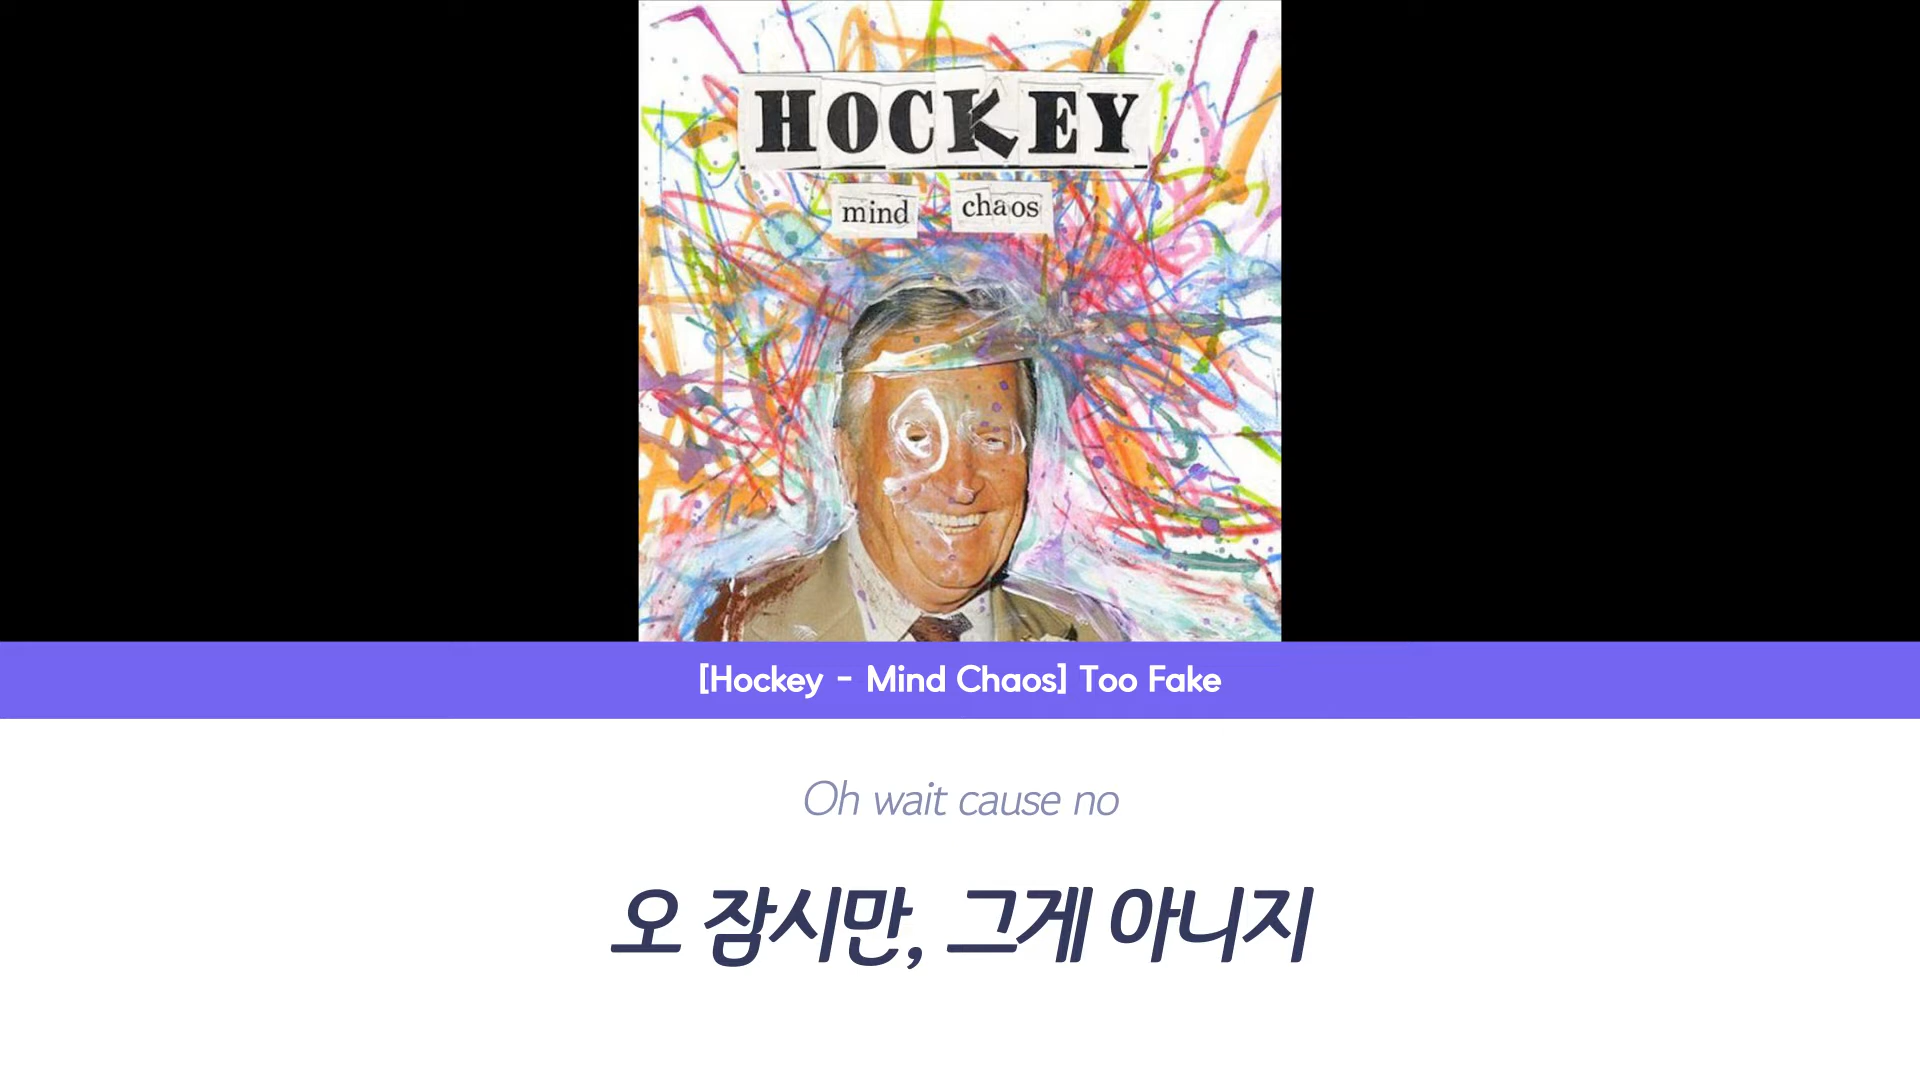 HOCKEY
mind chaos
[Hockey - Mind Chaos] Too Fake
Oh wait cause no
오 잠시만, 그게 아니지